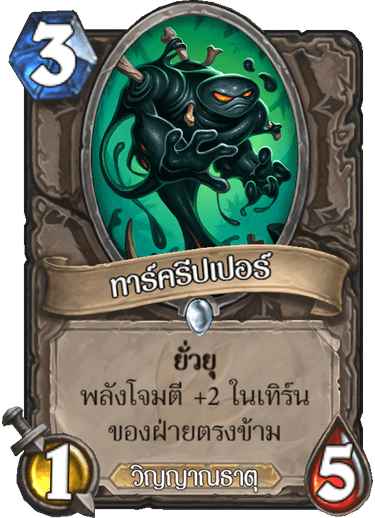 3
ทาร์ครีปเปอร์
ยั่วยุ
พลังโจมตี +2 ในเทิร์น
ของฝ่ายตรงข้าม
วิญญาณธาตุ
1
5